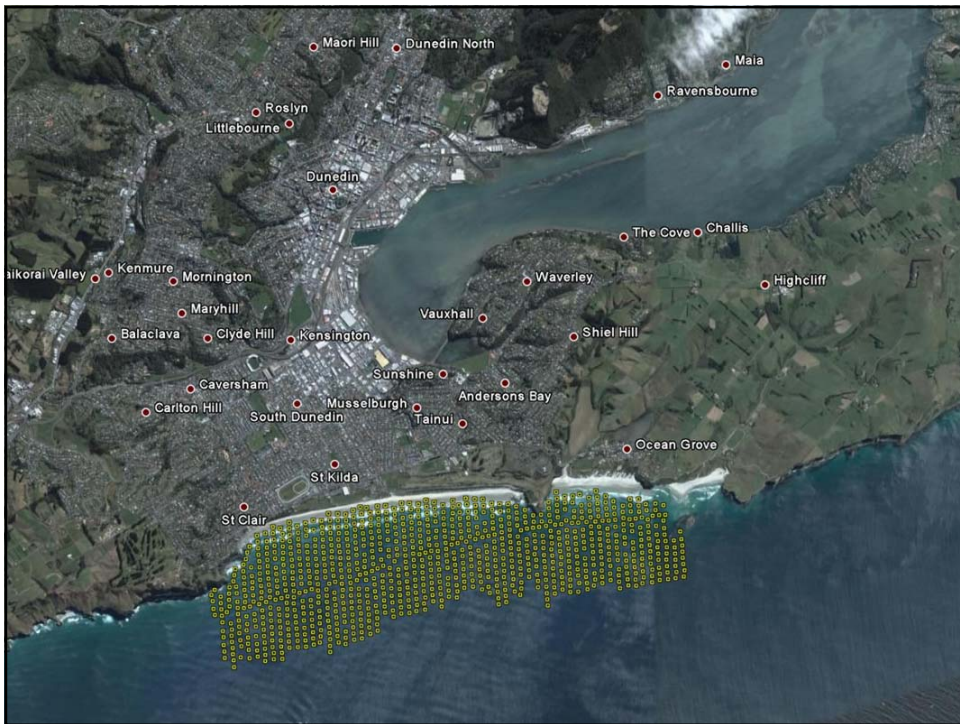 Maori Hill
Dunedin North
Maia
Ravensbourne
Roslyn
Littlebourne
Dunedin
The Cove
Challis
aikorai Valley
Kenmure
Mornington
Waverley
Highcliff
Maryhill
Vauxhall
Balaclava
Clyde Hill
Kensington
Shiel Hill
Sunshine
Caversham
Andersons Bay
Carlton Hill
South Dunedin
Musselburgh
Tainui
Ocean Grove
St Kilda
St Clair